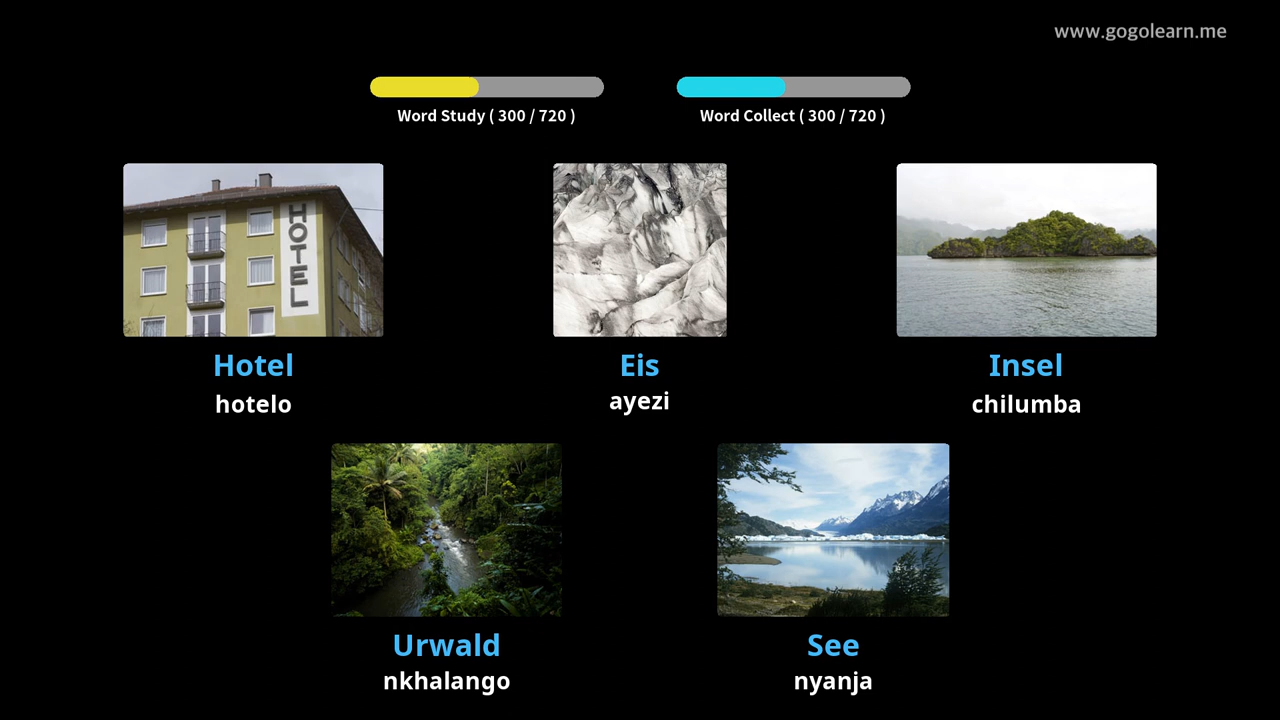 www.gogolearn.me
Word Study ( 300 / 720 )
Word Collect ( 300 / 720 )
HOTEL
Hotel
hotelo
Eis
ayezi
Insel
chilumba
Urwald
nkhalango
See
nyanja